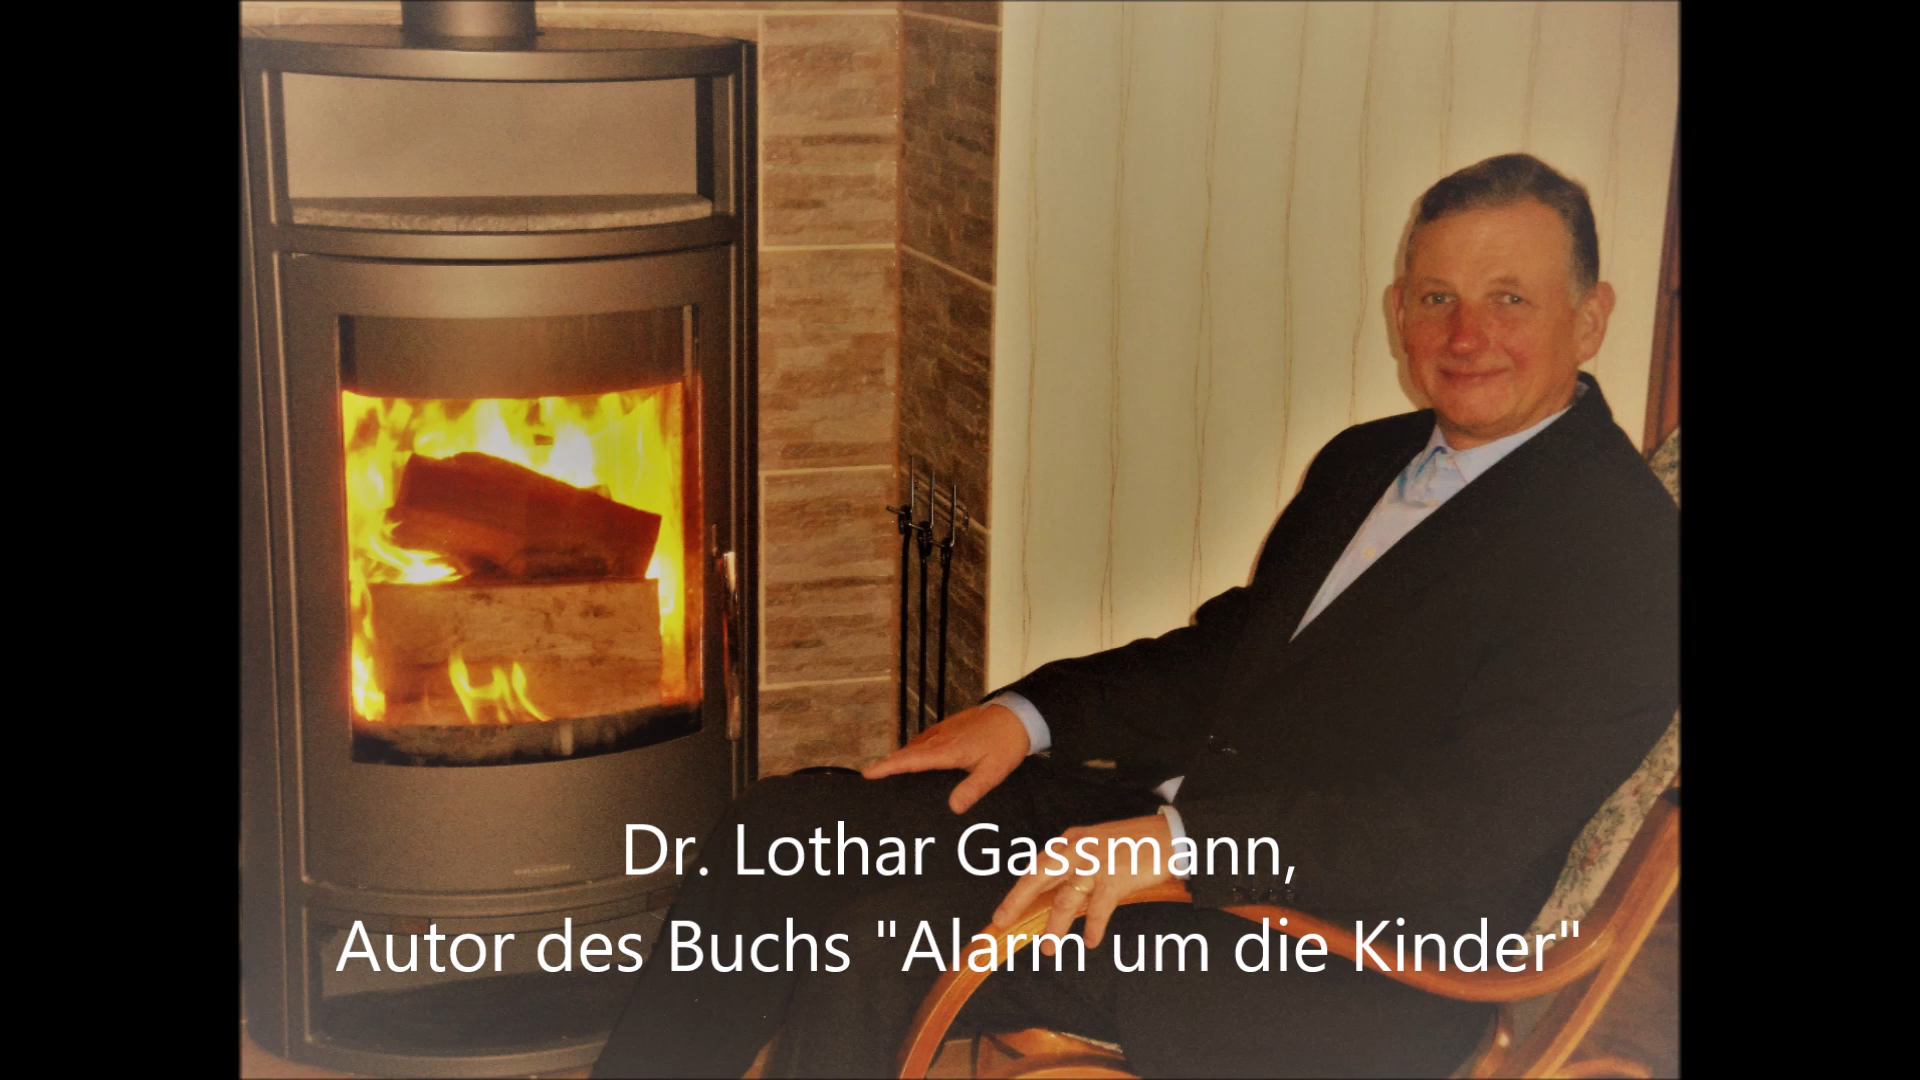 Dr. Lothar Gassmann,
Autor des Buchs "Alarm um die Kinder"